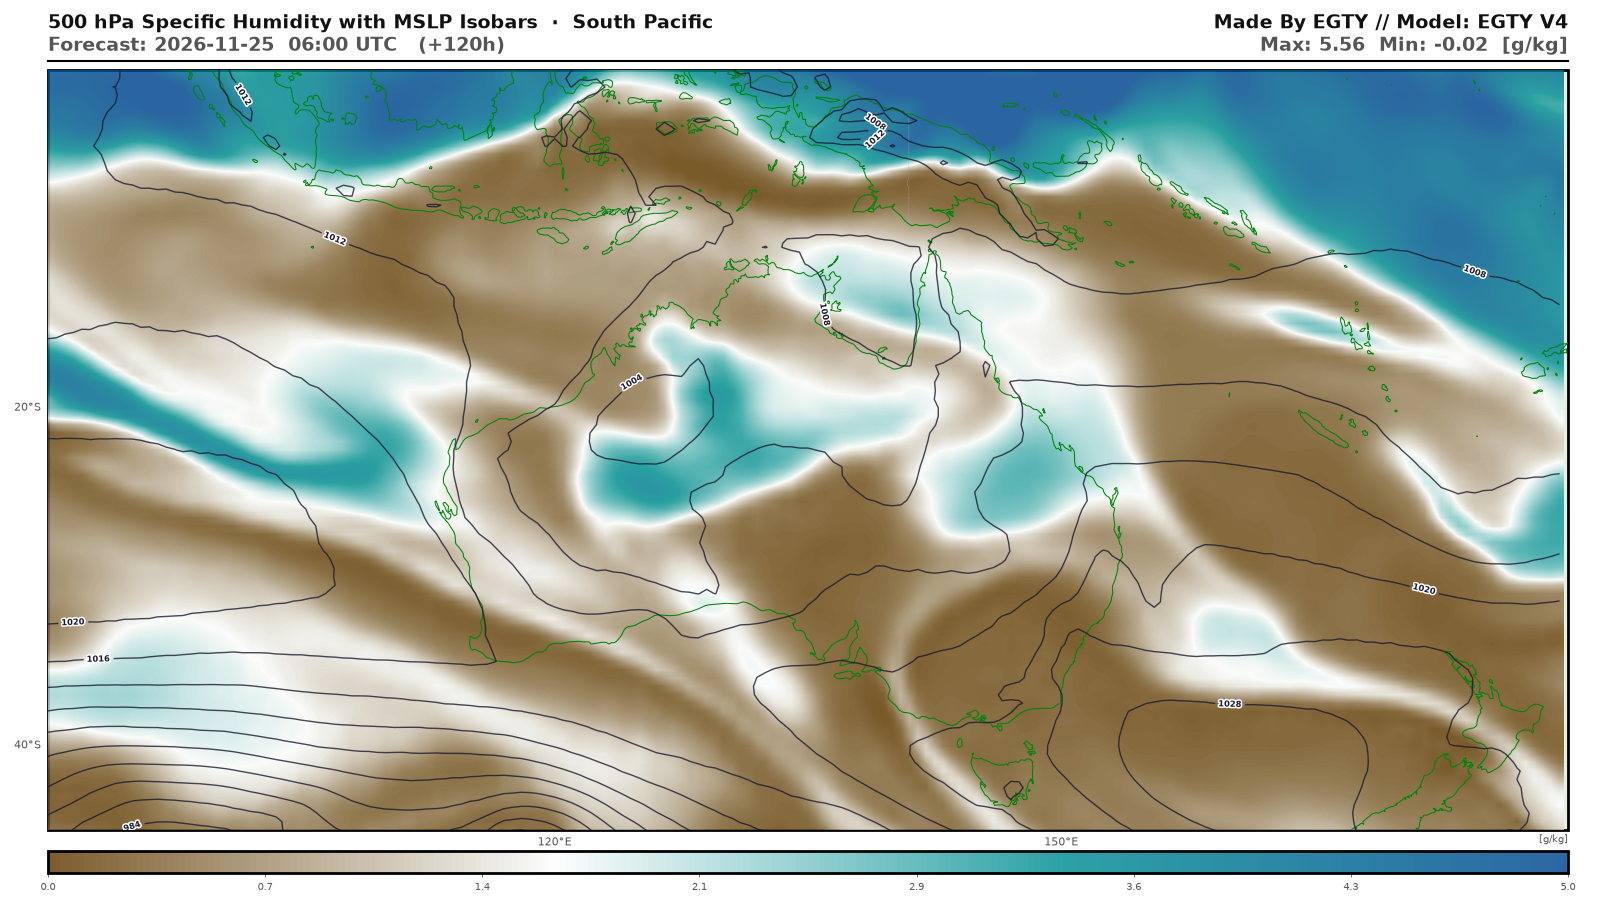 500 hPa Specific Humidity with MSLP Isobars · South Pacific
Made By EGTY // Model: EGTY V4
Forecast: 2026-11-25 06:00 UTC (+120h)
Max: 5.56 Min: -0.02 [g/kg]
1012
1008
1012
1012
1008
1008
1004
20°S
1020
1020
1016
1028
40°S
984
120°E
150°E
[g/kg]
0.0 0.7 1.4 2.1 2.9 3.6 4.3 5.0